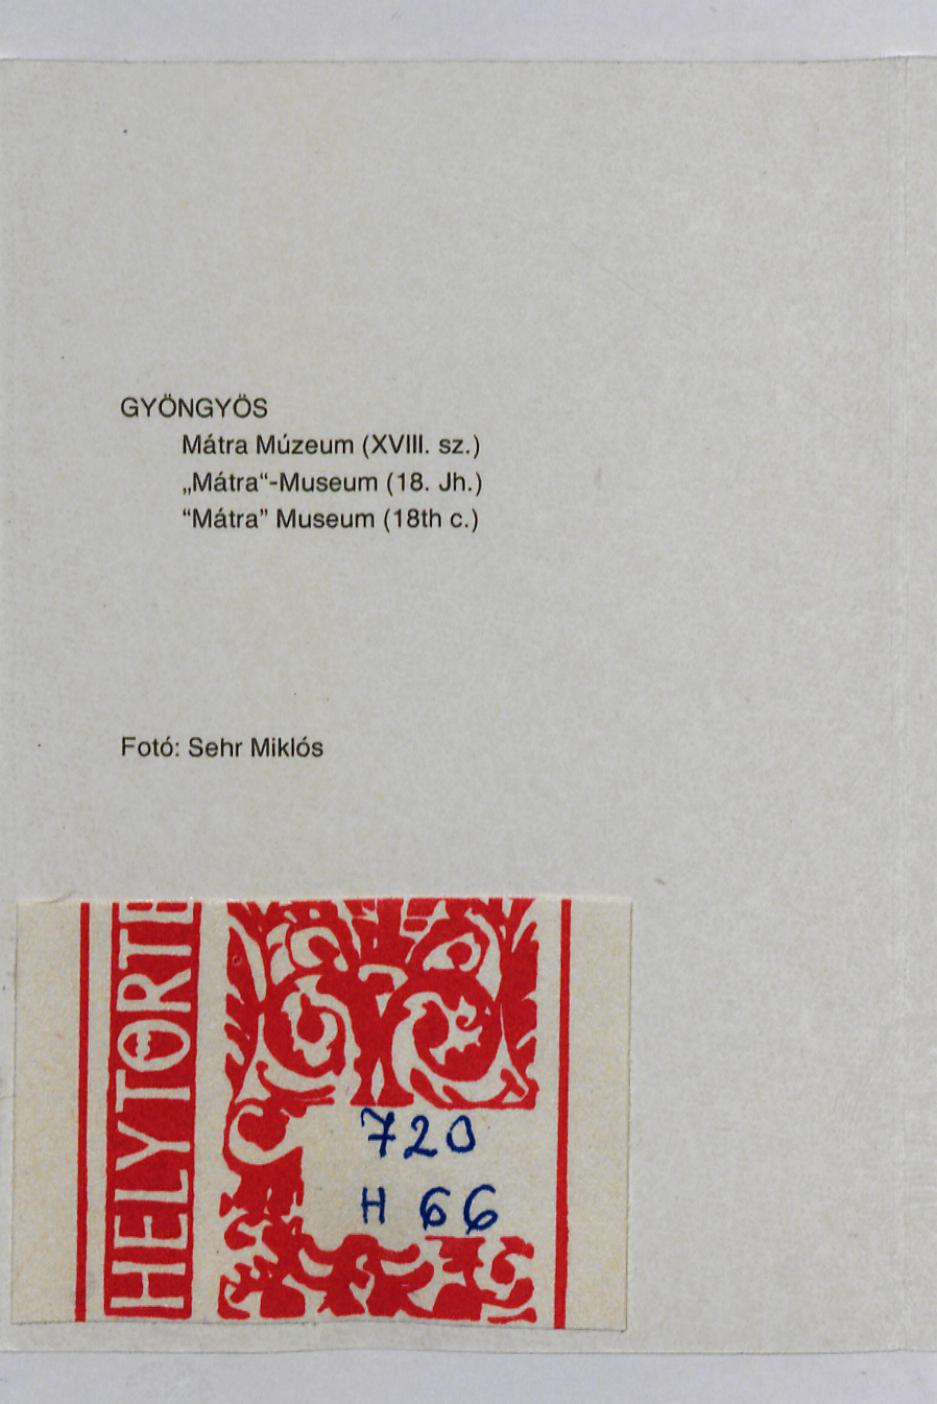 GYÖNGYÖS
Mátra Múzeum (XVIII. sz.)
„Mátra“-Museum (18. Jh.)
“Mátra” Museum (18th c.)
Fotó: Sehr Miklós
HELYTÖRTÉ
720
H 66